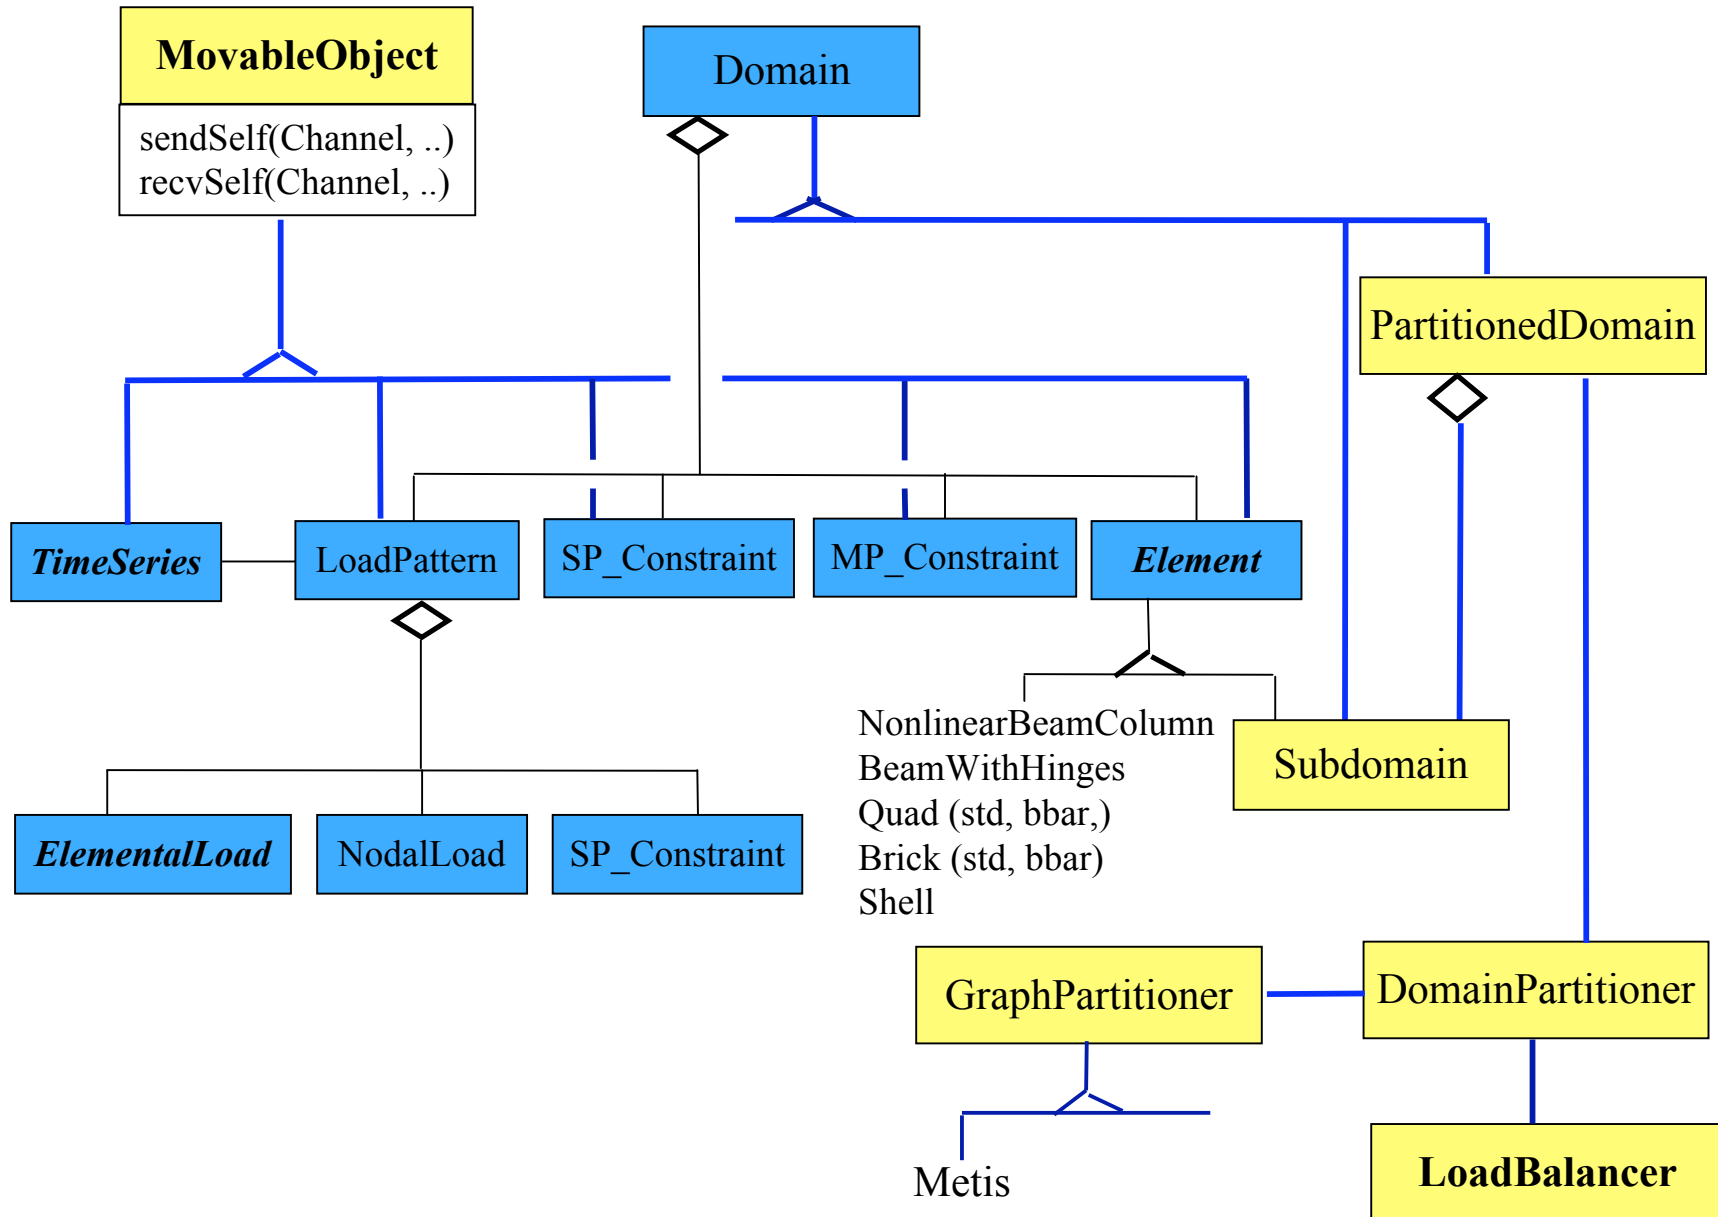 MovableObject
sendSelf(Channel, ..)
recvSelf(Channel, ..)
Domain
PartitionedDomain
TimeSeries
LoadPattern
SP_Constraint
MP_Constraint
Element
NonlinearBeamColumn
BeamWithHinges
Quad (std, bbar,)
Brick (std, bbar)
Shell
Subdomain
ElementalLoad
NodalLoad
SP_Constraint
GraphPartitioner
DomainPartitioner
Metis
LoadBalancer